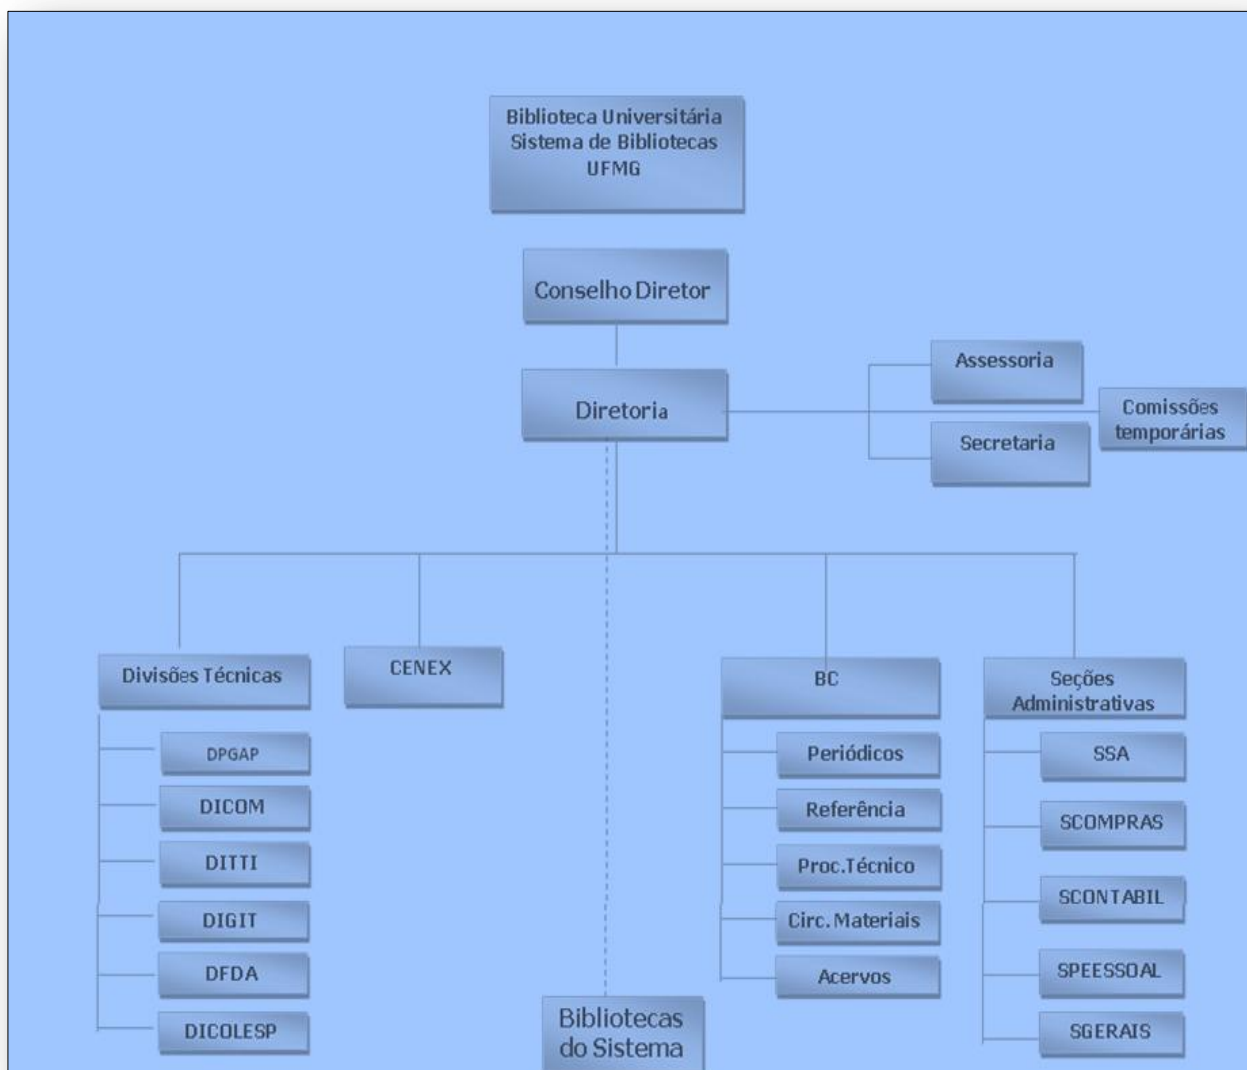 Biblioteca Universitária
Sistema de Bibliotecas
UFMG
Conselho Diretor
Diretoria
Assessoria
Comissões
temporárias
Secretaria
Divisões Técnicas
CENEX
BC
Seções
Administrativas
DPGAP
DICOM
DITTI
DIGIT
DFDA
DICOLESP
Periódicos
Referência
Proc.Técnico
Circ. Materiais
Acervos
SSA
SCOMPRAS
SCONTABIL
SPEESSOAL
SGERAIS
Bibliotecas
do Sistema